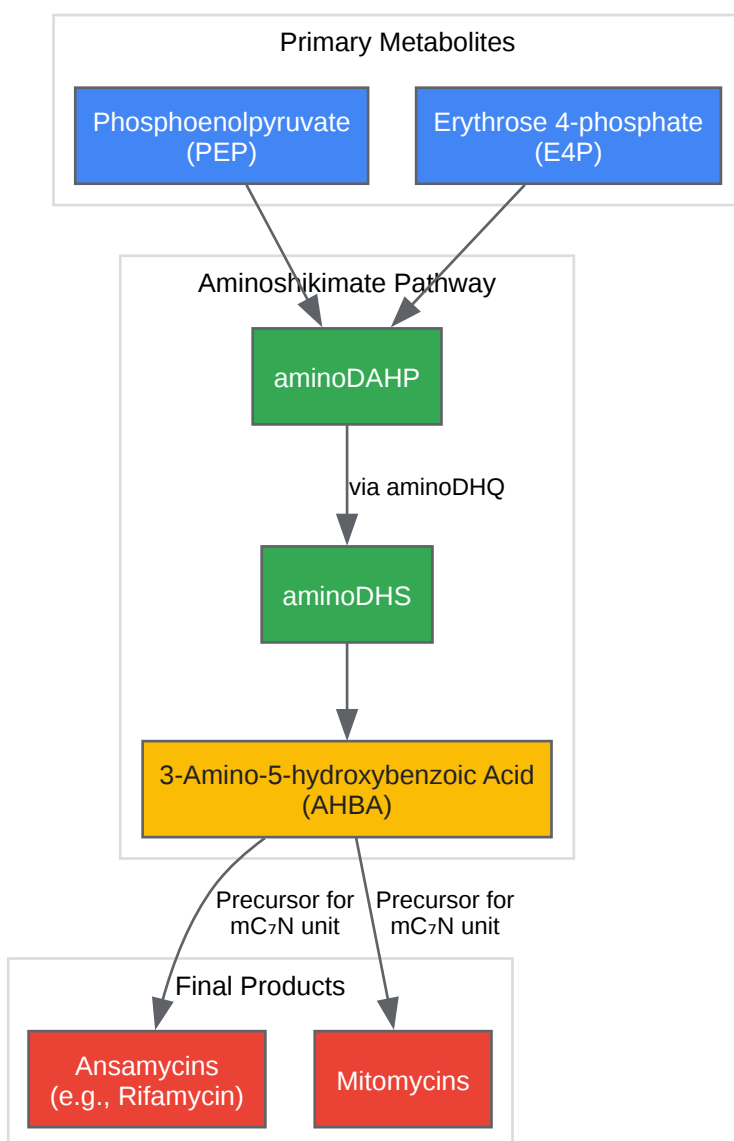 Primary Metabolites
Phosphoenolpyruvate
(PEP)
Erythrose 4-phosphate
(E4P)
Aminoshikimate Pathway
aminoDAHP
via aminoDHQ
aminoDHS
3-Amino-5-hydroxybenzoic Acid
(AHBA)
Precursor for
mC₇N unit
Precursor for
mC₇N unit
Final Products
Ansamycins
(e.g., Rifamycin)
Mitomycins